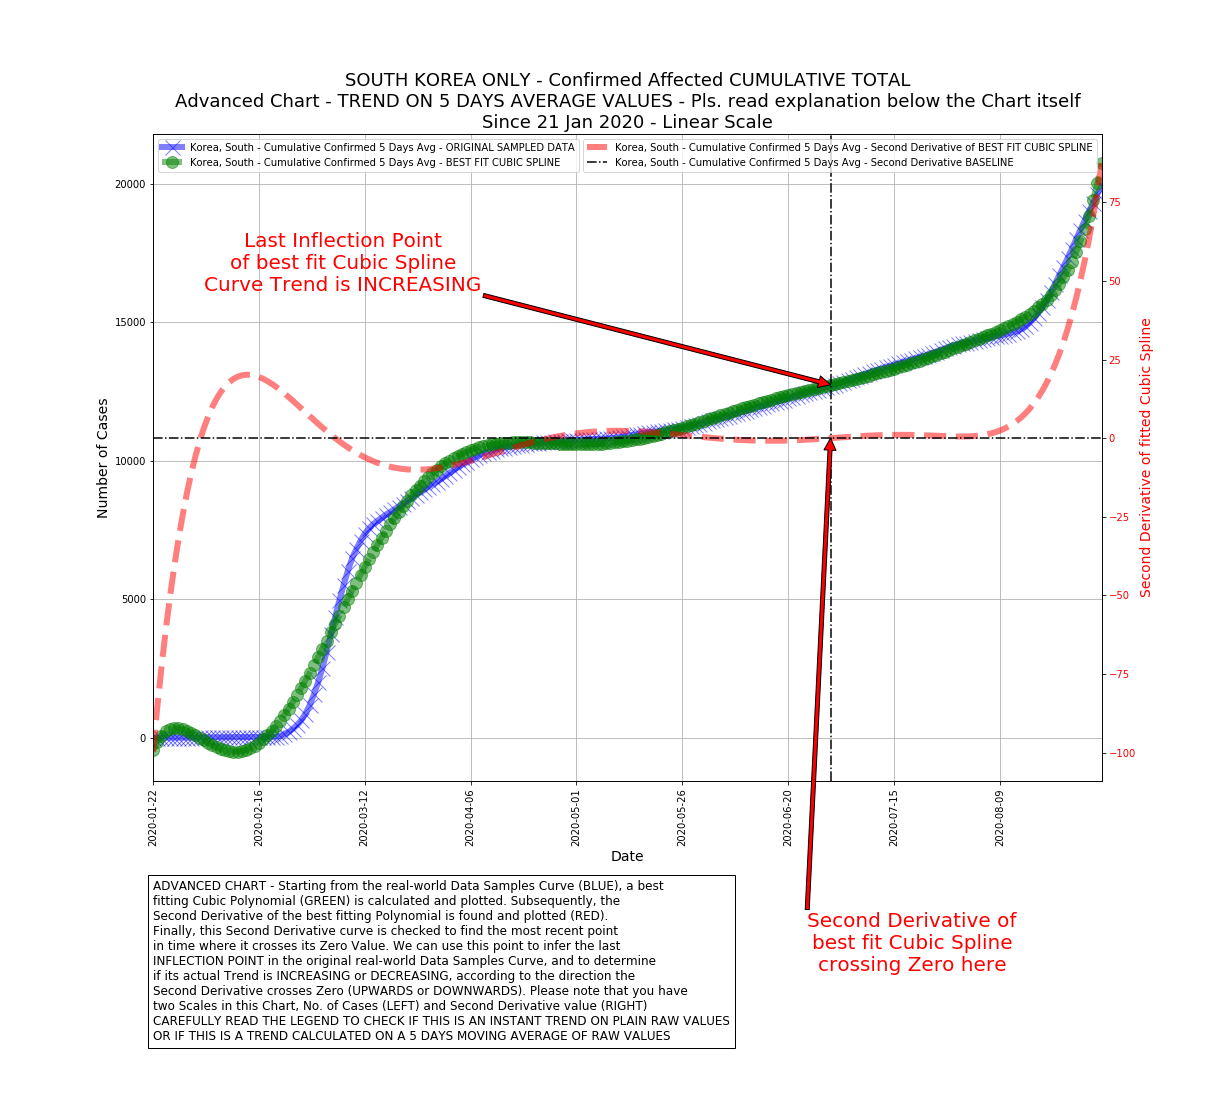 SOUTH KOREA ONLY - Confirmed Affected CUMULATIVE TOTAL
Advanced Chart - TREND ON 5 DAYS AVERAGE VALUES - Pls. read explanation below the Chart itself
Since 21 Jan 2020 - Linear Scale
Korea, South - Cumulative Confirmed 5 Days Avg - ORIGINAL SAMPLED DATA
Korea, South - Cumulative Confirmed 5 Days Avg - BEST FIT CUBIC SPLINE
Korea, South - Cumulative Confirmed 5 Days Avg - Second Derivative of BEST FIT CUBIC SPLINE
Korea, South - Cumulative Confirmed 5 Days Avg - Second Derivative BASELINE
Last Inflection Point
of best fit Cubic Spline
Curve Trend is INCREASING
Number of Cases
20000
15000
10000
5000
0
75
50
25
0
−25
−50
−75
−100
Second Derivative of fitted Cubic Spline
2020-01-22
2020-02-16
2020-03-12
2020-04-06
2020-05-01
2020-05-26
2020-06-20
2020-07-15
2020-08-09
Date
ADVANCED CHART - Starting from the real-world Data Samples Curve (BLUE), a best
fitting Cubic Polynomial (GREEN) is calculated and plotted. Subsequently, the
Second Derivative of the best fitting Polynomial is found and plotted (RED).
Finally, this Second Derivative curve is checked to find the most recent point
in time where it crosses its Zero Value. We can use this point to infer the last
INFLECTION POINT in the original real-world Data Samples Curve, and to determine
if its actual Trend is INCREASING or DECREASING, according to the direction the
Second Derivative crosses Zero (UPWARDS or DOWNWARDS). Please note that you have
two Scales in this Chart, No. of Cases (LEFT) and Second Derivative value (RIGHT)
CAREFULLY READ THE LEGEND TO CHECK IF THIS IS AN INSTANT TREND ON PLAIN RAW VALUES
OR IF THIS IS A TREND CALCULATED ON A 5 DAYS MOVING AVERAGE OF RAW VALUES
Second Derivative of
best fit Cubic Spline
crossing Zero here